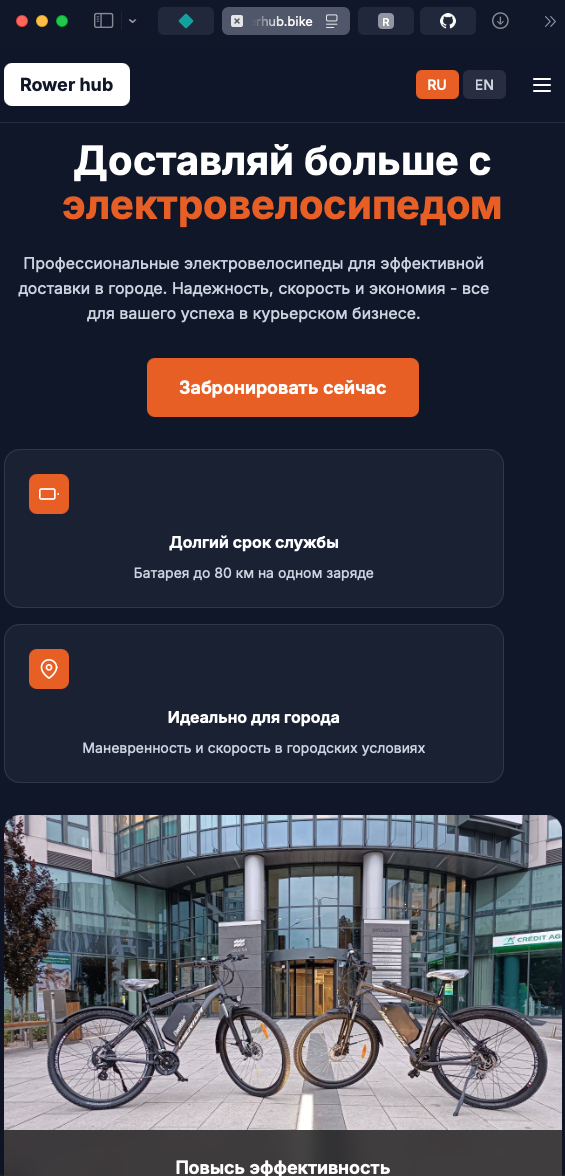 rhub.bike
R
Rower hub
RU
EN
Доставляй больше с
электровелосипедом
Профессиональные электровелосипеды для эффективной
доставки в городе. Надежность, скорость и экономия - все
для вашего успеха в курьерском бизнесе.
Забронировать сейчас
Долгий срок службы
Батарея до 80 км на одном заряде
Идеально для города
Маневренность и скорость в городских условиях
CREDIT AG
Повысь эффективность